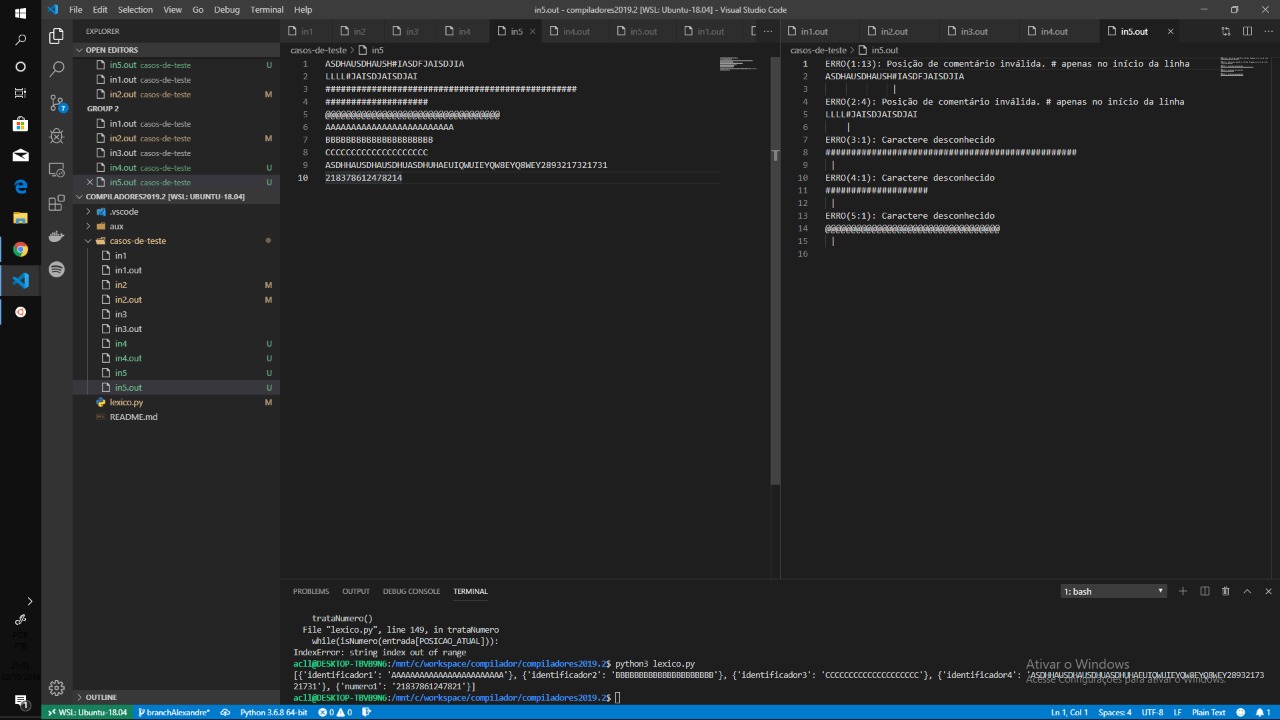 File Edit Selection View Go Debug Terminal Help
in5.out - compiladores2019.2 [WSL: Ubuntu-18.04] - Visual Studio Code
EXPLORER
OPEN EDITORS
in5.out casos-de-teste U
in1.out casos-de-teste
in2.out casos-de-teste M
GROUP 2
in1.out casos-de-teste
in2.out casos-de-teste M
in3.out casos-de-teste
in4.out casos-de-teste U
in5.out casos-de-teste U
COMPILADORES2019.2 [WSL: UBUNTU-18.04]
.vscode
aux
casos-de-teste
in1
in1.out
in2 M
in2.out M
in3
in3.out
in4 U
in4.out U
in5 U
in5.out U
lexico.py M
README.md
OUTLINE
in1 in2 in3 in4 in5 in4.out in5.out in1.out
casos-de-teste > in5
1 ASDHAUSDHAUSH#IASDFJAISDJIA
2 LLLL#JAISDJAISDJAI
3 #################################################
4 ####################
5 @@@@@@@@@@@@@@@@@@@@@@@@@@@@@@@@@@
6 AAAAAAAAAAAAAAAAAAAAAAAAA
7 BBBBBBBBBBBBBBBBBBBBB
8 CCCCCCCCCCCCCCCCCCCC
9 ASDHHAUSDHAUSDHUASDHUHAEUIQWUIEYQW8EYQ8WEY2893217321731
10 218378612478214
in1.out in2.out in3.out in4.out in5.out
casos-de-teste > in5.out
1 ERRO(1:13): Posição de comentário inválida. # apenas no início da linha
2 ASDHAUSDHAUSH#IASDFJAISDJIA
3 |
4 ERRO(2:4): Posição de comentário inválida. # apenas no início da linha
5 LLLL#JAISDJAISDJAI
6 |
7 ERRO(3:1): Caractere desconhecido
8 #################################################
9 |
10 ERRO(4:1): Caractere desconhecido
11 ####################
12 |
13 ERRO(5:1): Caractere desconhecido
14 @@@@@@@@@@@@@@@@@@@@@@@@@@@@@@@@@@
15 |
16
PROBLEMS OUTPUT DEBUG CONSOLE TERMINAL
1: bash
trataNumero()
File "lexico.py", line 149, in trataNumero
while(isNumero(entrada[POSICAO_ATUAL])):
IndexError: string index out of range
acll@DESKTOP-TBVB9N6:/mnt/c/workspace/compilador/compiladores2019.2$ python3 lexico.py
[{'identificador1': 'AAAAAAAAAAAAAAAAAAAAAAAA'}, {'identificador2': 'BBBBBBBBBBBBBBBBBBBBB'}, {'identificador3': 'CCCCCCCCCCCCCCCCCCCC'}, {'identificador4': 'ASDHHAUSDHAUSDHUASDHUHAEUIQWUIEYQW8EYQ8WEY28932173
21731'}, {'numero1': '21837861247821'}]
acll@DESKTOP-TBVB9N6:/mnt/c/workspace/compilador/compiladores2019.2$
Ativar o Windows
Acesse Configurações para ativar o Windows.
WSL: Ubuntu-18.04 branchAlexandre* Python 3.6.8 64-bit 0 0
Ln 1, Col 1 Spaces: 4 UTF-8 LF Plain Text 1